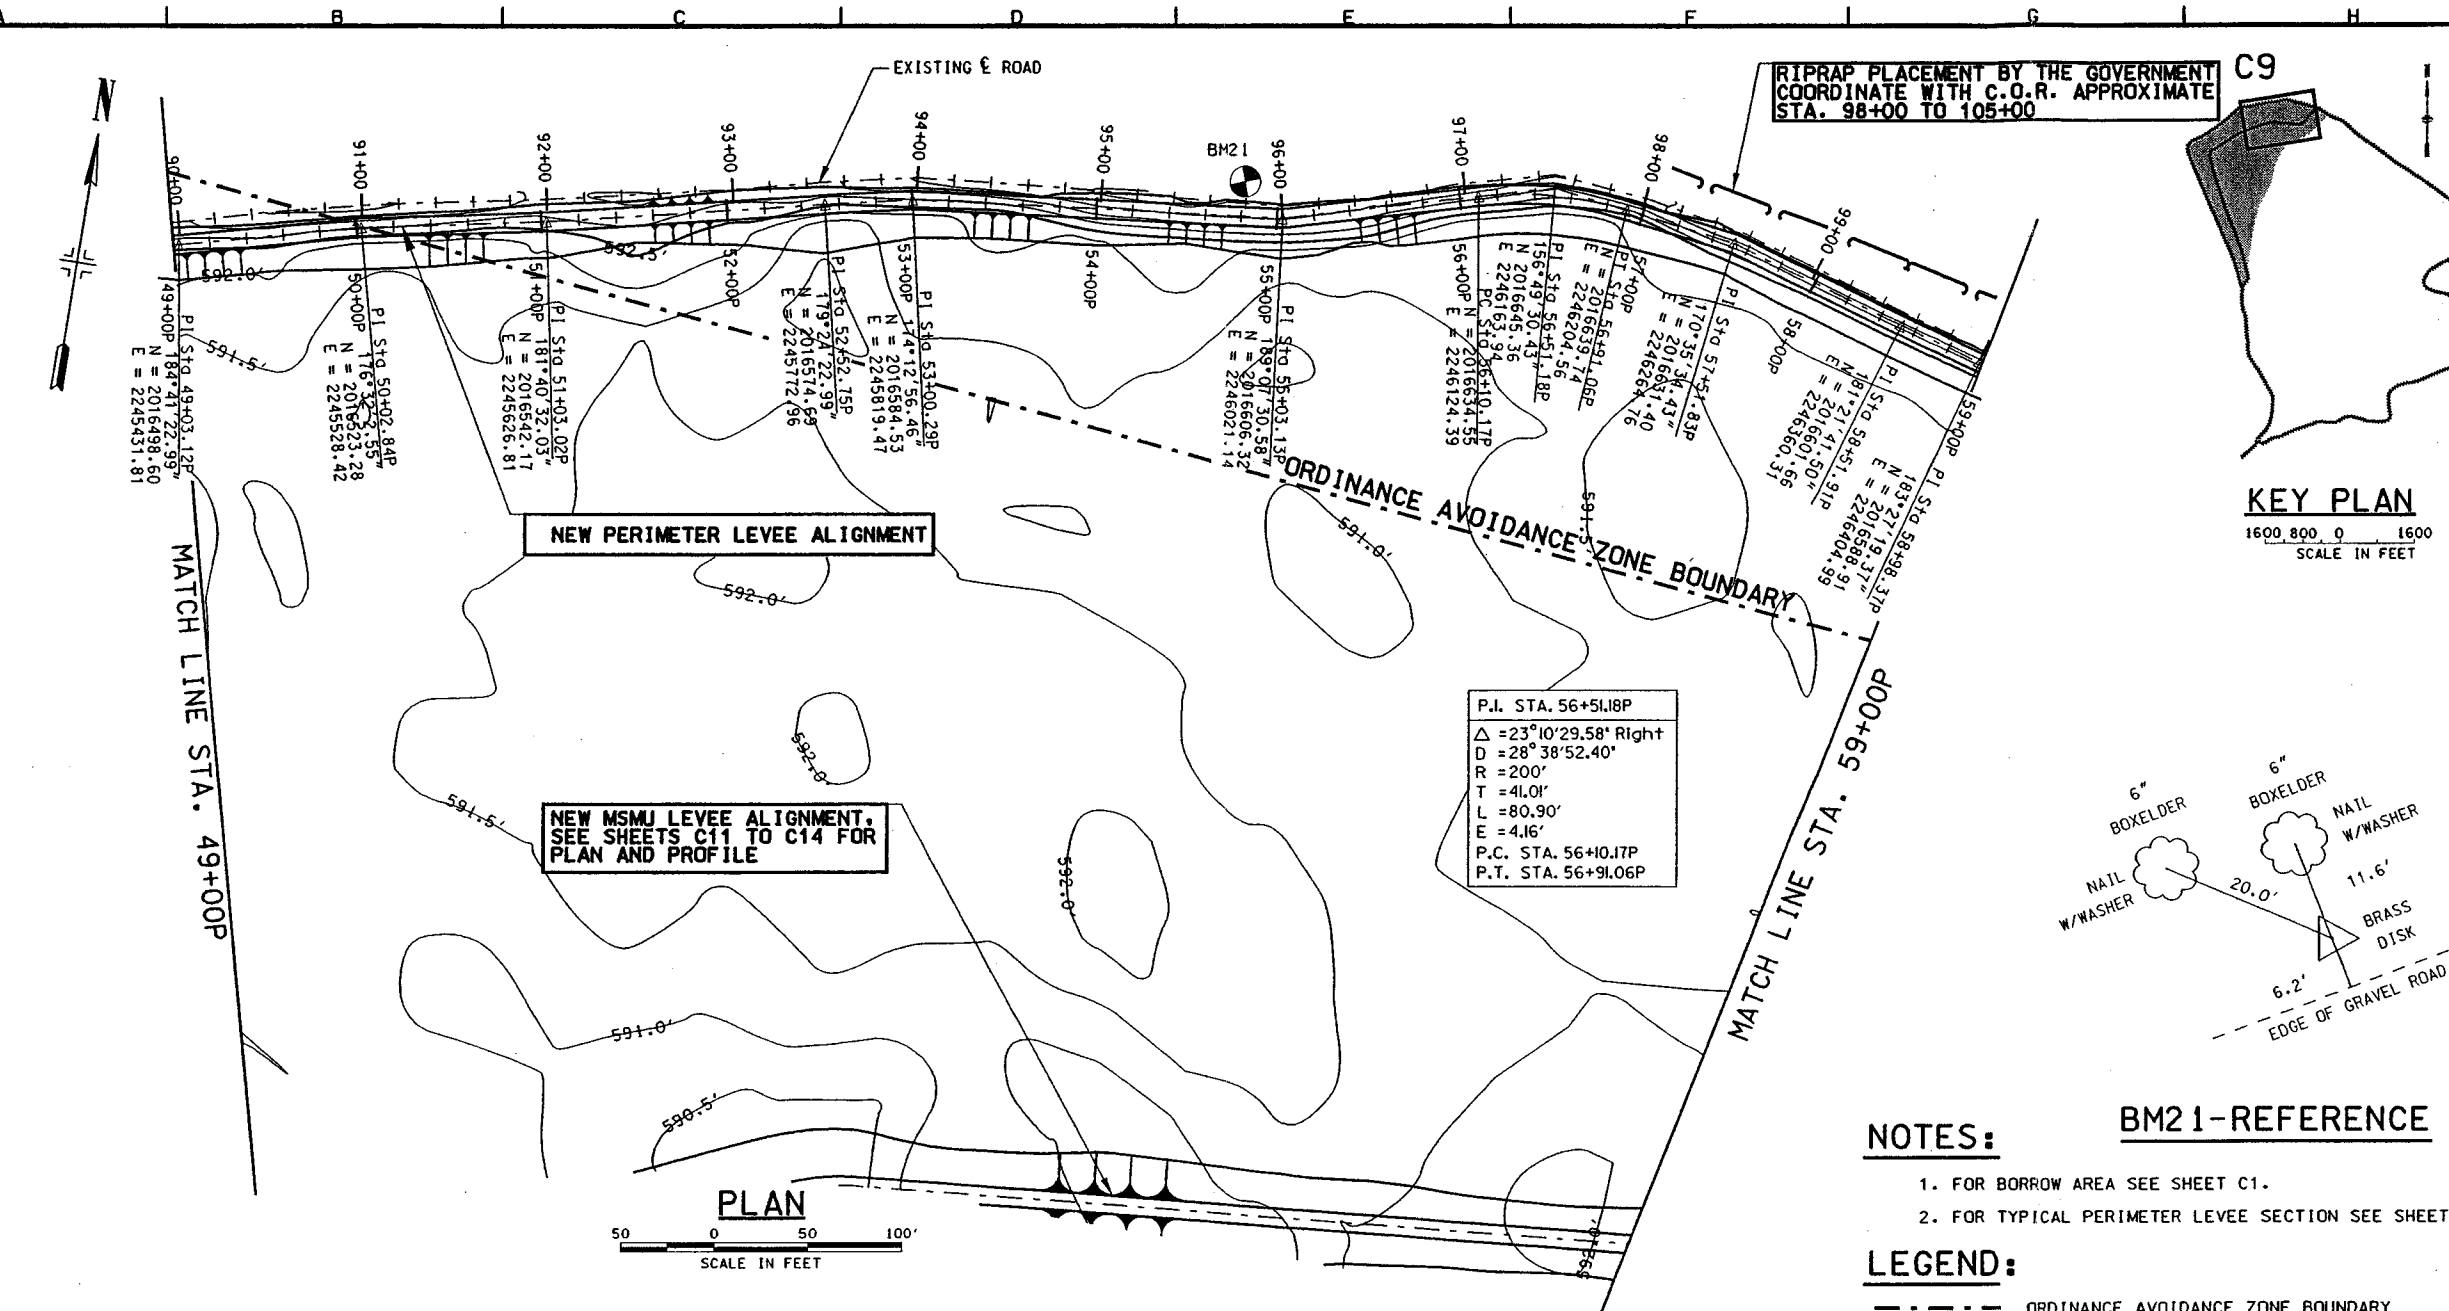 A
B
C
D
E
F
G
H
N
EXISTING ℄ ROAD
RIPRAP PLACEMENT BY THE GOVERNMENT
COORDINATE WITH C.O.R. APPROXIMATE
STA. 98+00 TO 105+00
C9
90+00
91+00
92+00
93+00
94+00
95+00
BM21
96+00
97+00
98+00
99+00
592.0'
592.5'
591.5'
49+00P
PI Sta 49+03.12P
184°41'22.99"
N = 2016498.60
E = 2245431.81
50+00P
PI Sta 50+02.84P
N = 2016523.28
E = 2245528.42
51+00P
PI Sta 51+03.02P
181°40'32.03"
N = 2016542.17
E = 2245626.81
52+00P
PI Sta 52+52.75P
179°24'22.99"
N = 2016574.69
E = 2245772.96
53+00P
PI Sta 53+00.29P
174°12'56.46"
N = 2016584.53
E = 2245819.47
54+00P
55+00P
PI Sta 55+03.13P
189°07'30.58"
N = 2016606.32
E = 2246021.14
56+00P
PC Sta 56+10.17P
N = 2016634.55
E = 2246124.39
PI Sta 56+51.18P
156°49'30.43"
N = 2016645.36
E = 2246163.94
PT Sta 56+91.06P
N = 2016639.74
E = 2246204.56
57+00P
PI Sta 57+51.83P
170°35'34.43"
N = 2016631.40
E = 2246264.76
58+00P
PI Sta 58+51.91P
181°21'41.50"
N = 2016601.66
E = 2246360.31
59+00P
PI Sta 58+98.37P
183°27'19.37"
N = 2016588.91
E = 2246404.99
KEY PLAN
1600 800 0 1600
SCALE IN FEET
NEW PERIMETER LEVEE ALIGNMENT
ORDINANCE AVOIDANCE ZONE BOUNDARY
591.0'
591.5'
592.0'
MATCH LINE STA. 49+00P
MATCH LINE STA. 59+00P
P.I. STA. 56+51.18P
△ =23°10'29.58" Right
D =28°38'52.40"
R =200'
T =41.01'
L =80.90'
E =4.16'
P.C. STA. 56+10.17P
P.T. STA. 56+91.06P
592.0'
591.5'
NEW MSMU LEVEE ALIGNMENT.
SEE SHEETS C11 TO C14 FOR
PLAN AND PROFILE
592.0'
591.0'
590.5'
592.0'
6"
BOXELDER
6"
BOXELDER
NAIL
W/WASHER
NAIL
W/WASHER
20.0'
11.6'
BRASS
DISK
6.2'
EDGE OF GRAVEL ROAD
BM21-REFERENCE
PLAN
50 0 50 100'
SCALE IN FEET
NOTES:
1. FOR BORROW AREA SEE SHEET C1.
2. FOR TYPICAL PERIMETER LEVEE SECTION SEE SHEET
LEGEND:
ORDINANCE AVOIDANCE ZONE BOUNDARY